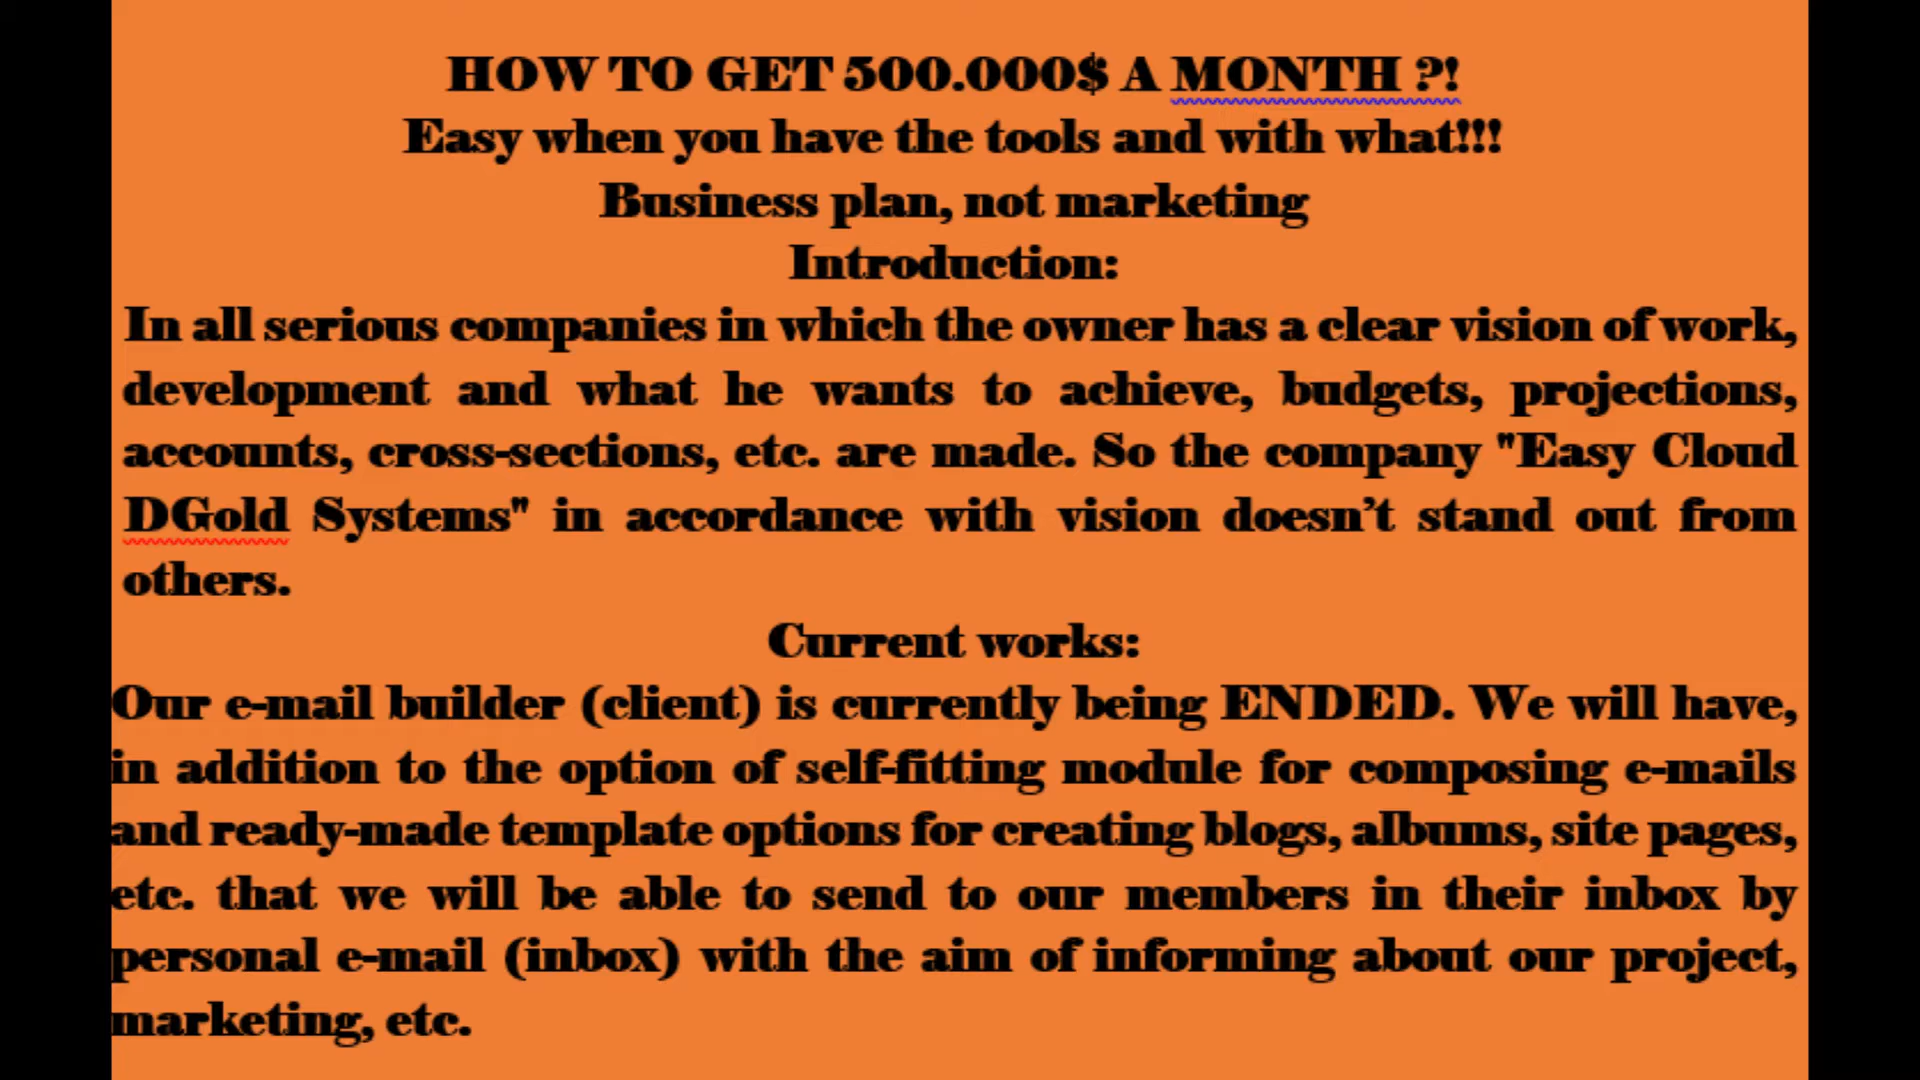 HOW TO GET 500.000$ A MONTH ?!
Easy when you have the tools and with what!!!
Business plan, not marketing
Introduction:
In all serious companies in which the owner has a clear vision of work,
development and what he wants to achieve, budgets, projections,
accounts, cross-sections, etc. are made. So the company "Easy Cloud
DGold Systems" in accordance with vision doesn’t stand out from
others.
Current works:
Our e-mail builder (client) is currently being ENDED. We will have,
in addition to the option of self-fitting module for composing e-mails
and ready-made template options for creating blogs, albums, site pages,
etc. that we will be able to send to our members in their inbox by
personal e-mail (inbox) with the aim of informing about our project,
marketing, etc.